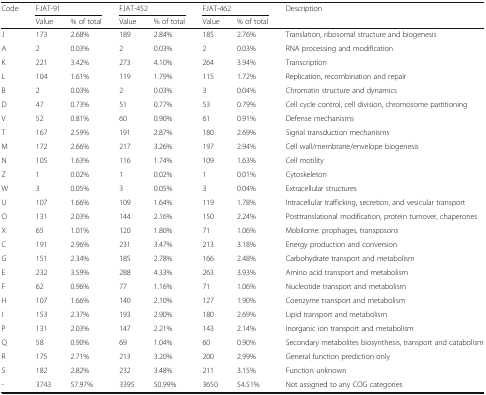 Code FJAT-91 FJAT-452 FJAT-462 Description
Value % of total Value % of total Value % of total
J 173 2.68% 189 2.84% 185 2.76% Translation, ribosomal structure and biogenesis
A 2 0.03% 2 0.03% 2 0.03% RNA processing and modification
K 221 3.42% 273 4.10% 264 3.94% Transcription
L 104 1.61% 119 1.79% 115 1.72% Replication, recombination and repair
B 2 0.03% 2 0.03% 3 0.04% Chromatin structure and dynamics
D 47 0.73% 51 0.77% 53 0.79% Cell cycle control, cell division, chromosome partitioning
V 52 0.81% 60 0.90% 61 0.91% Defense mechanisms
T 167 2.59% 191 2.87% 180 2.69% Signal transduction mechanisms
M 172 2.66% 217 3.26% 197 2.94% Cell wall/membrane/envelope biogenesis
N 105 1.63% 116 1.74% 109 1.63% Cell motility
Z 1 0.02% 1 0.02% 1 0.01% Cytoskeleton
W 3 0.05% 3 0.05% 3 0.04% Extracellular structures
U 107 1.66% 109 1.64% 119 1.78% Intracellular trafficking, secretion, and vesicular transport
O 131 2.03% 144 2.16% 150 2.24% Posttranslational modification, protein turnover, chaperones
X 65 1.01% 120 1.80% 71 1.06% Mobilome: prophages, transposons
C 191 2.96% 231 3.47% 213 3.18% Energy production and conversion
G 151 2.34% 185 2.78% 166 2.48% Carbohydrate transport and metabolism
E 232 3.59% 288 4.33% 263 3.93% Amino acid transport and metabolism
F 62 0.96% 77 1.16% 71 1.06% Nucleotide transport and metabolism
H 107 1.66% 140 2.10% 127 1.90% Coenzyme transport and metabolism
I 153 2.37% 193 2.90% 180 2.69% Lipid transport and metabolism
P 131 2.03% 147 2.21% 143 2.14% Inorganic ion transport and metabolism
Q 58 0.90% 69 1.04% 60 0.90% Secondary metabolites biosynthesis, transport and catabolism
R 175 2.71% 213 3.20% 200 2.99% General function prediction only
S 182 2.82% 232 3.48% 211 3.15% Function unknown
- 3743 57.97% 3395 50.99% 3650 54.51% Not assigned to any COG categories